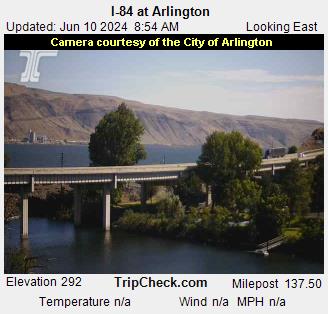 I-84 at Arlington
Updated: Jun 10 2024 8:54 AM Looking East
Camera courtesy of the City of Arlington
Elevation 292 TripCheck.com Milepost 137.50
Temperature n/a Wind n/a MPH n/a